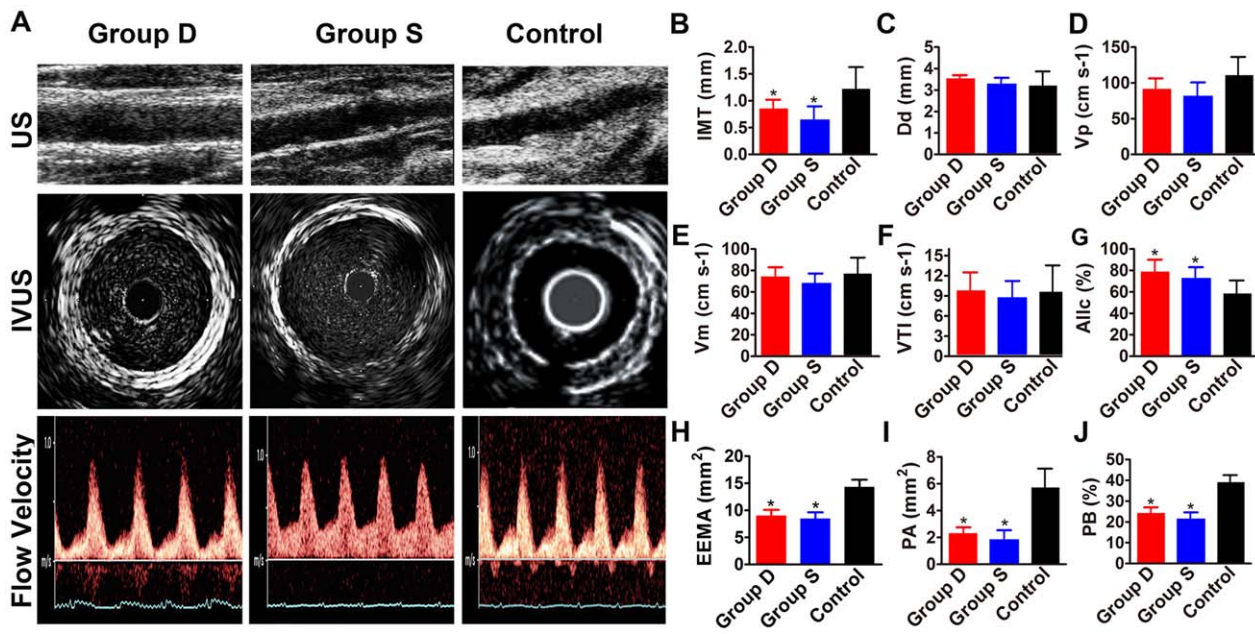 A
Group D
Group S
Control
US
IVUS
Flow Velocity
1.0
m/s
1.0
m/s
1.0
m/s
B
IMT (mm)
2.0
1.5
1.0
0.5
0.0
*
*
Group D
Group S
Control
C
Dd (mm)
5
4
3
2
1
0
Group D
Group S
Control
D
Vp (cm s-1)
150
100
50
0
Group D
Group S
Control
E
Vm (cm s-1)
100
80
60
40
20
0
Group D
Group S
Control
F
VTI (cm s-1)
15
12
9
6
3
0
Group D
Group S
Control
G
AIIc (%)
100
80
60
40
20
0
*
*
Group D
Group S
Control
H
EEMA (mm²)
20
15
10
5
0
*
*
Group D
Group S
Control
I
PA (mm²)
8
6
4
2
0
*
*
Group D
Group S
Control
J
PB (%)
50
40
30
20
10
0
*
*
Group D
Group S
Control